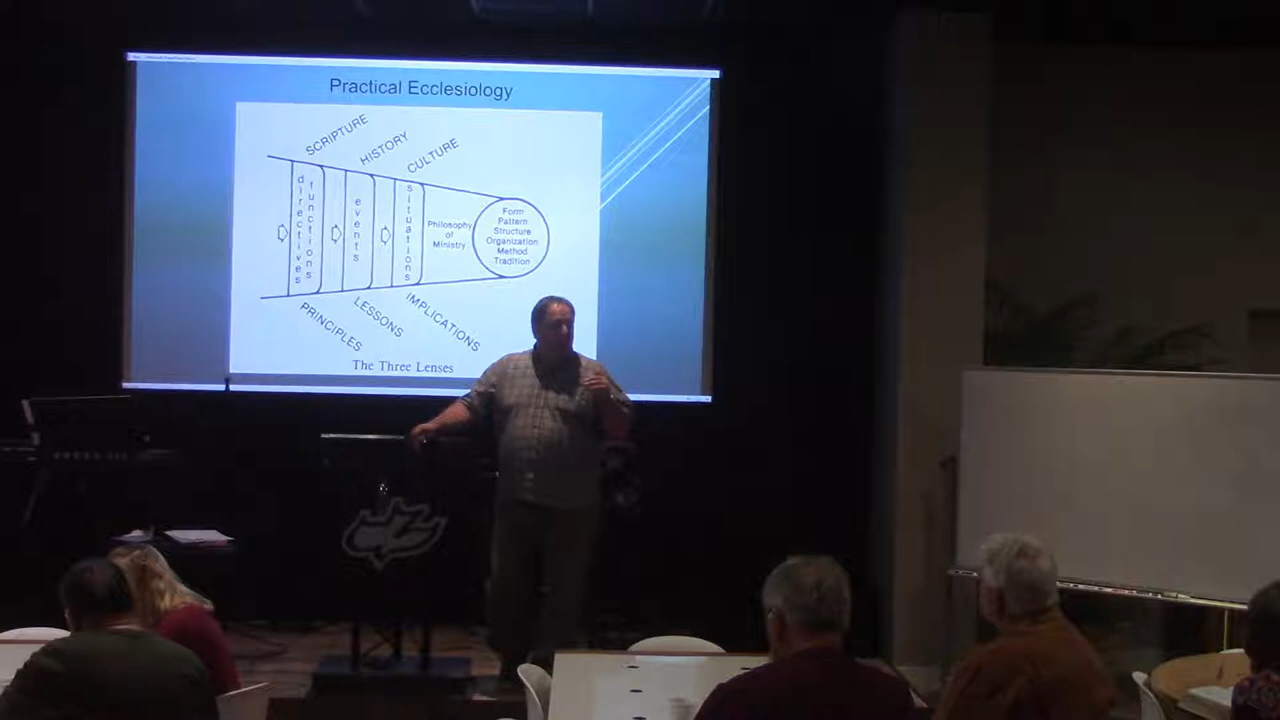 Practical Ecclesiology
SCRIPTURE
HISTORY
CULTURE
directives
functions
events
situations
Philosophy
of
Ministry
Form
Pattern
Structure
Organization
Method
Tradition
PRINCIPLES
LESSONS
IMPLICATIONS
The Three Lenses